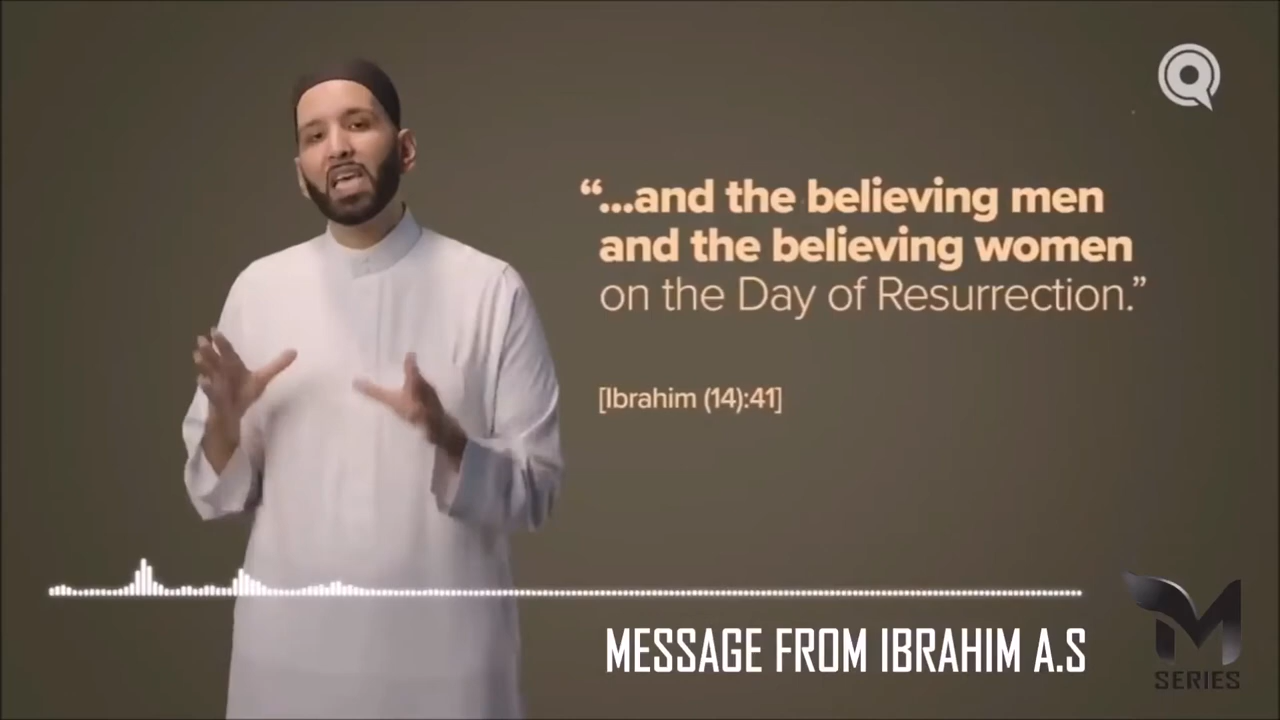 “...and the believing men
and the believing women
on the Day of Resurrection.”
[Ibrahim (14):41]
MESSAGE FROM IBRAHIM A.S
M
SERIES